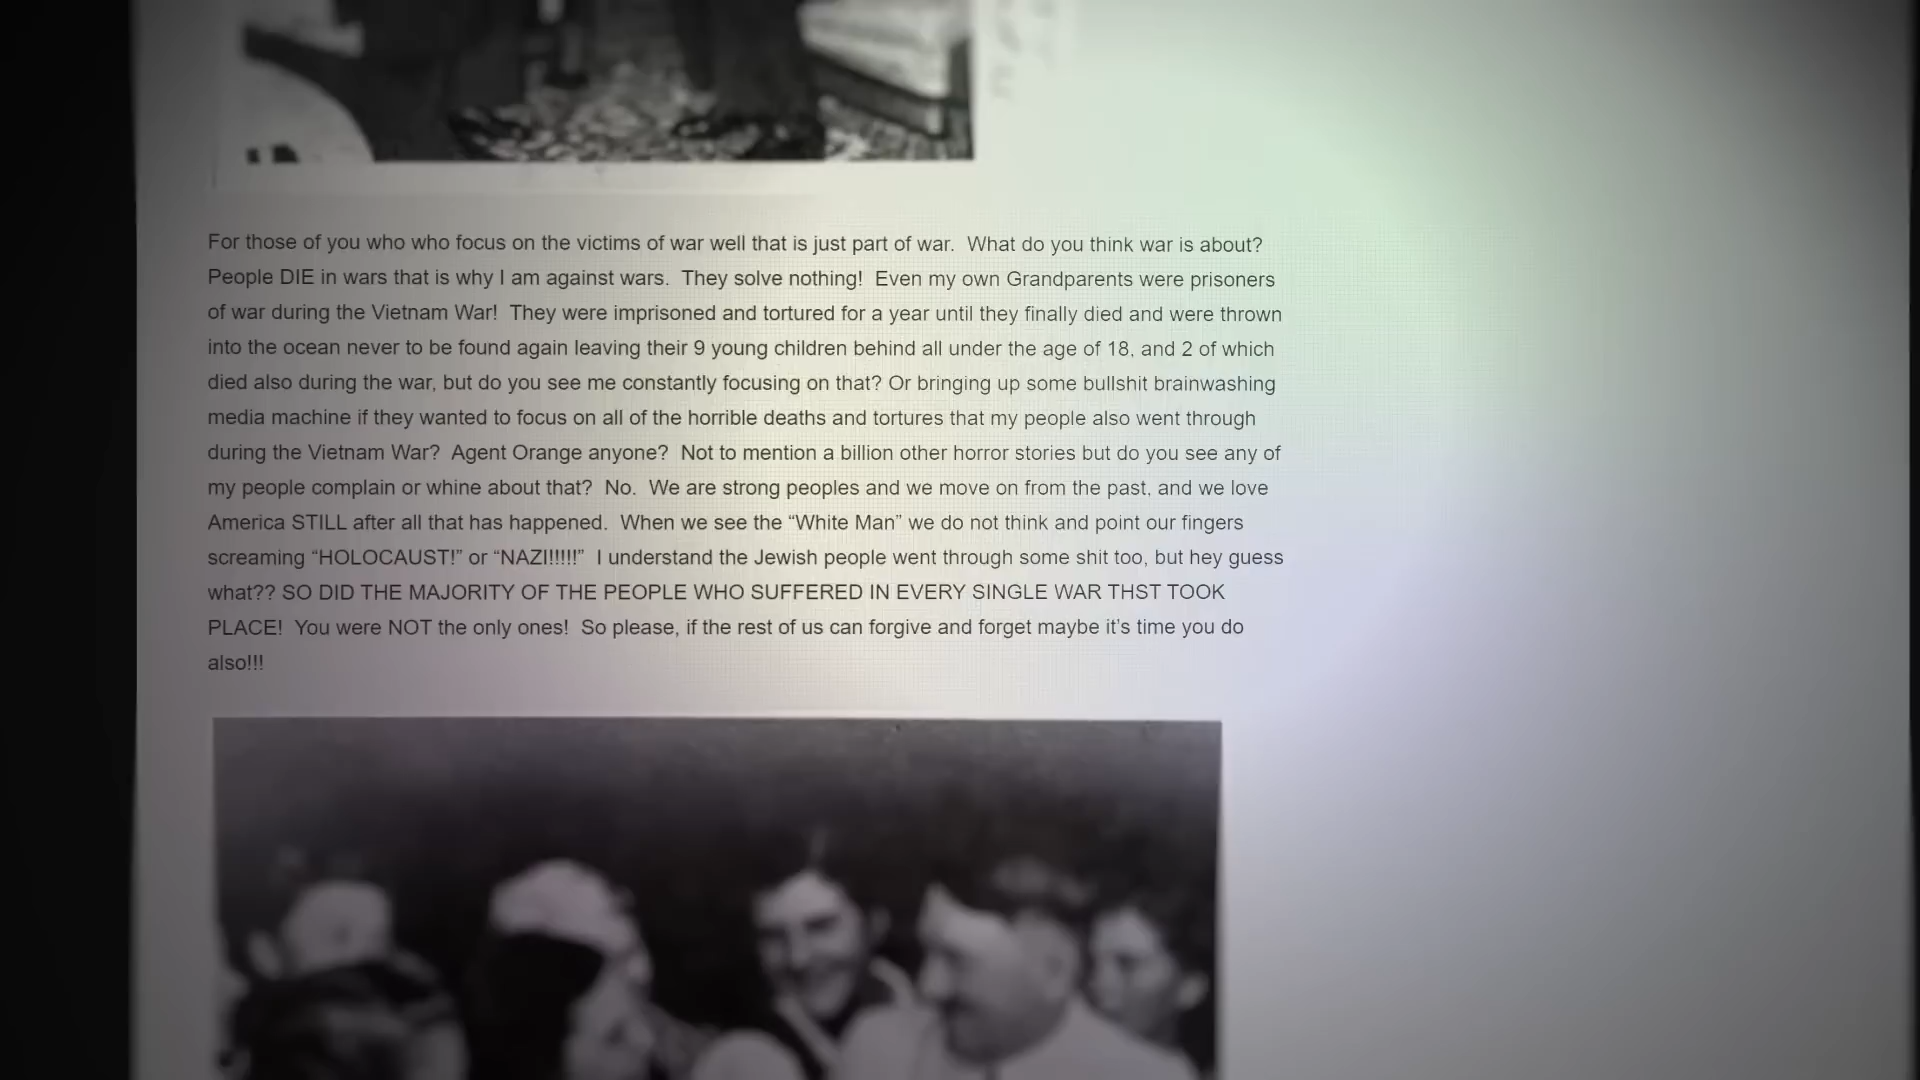 For those of you who who focus on the victims of war well that is just part of war.  What do you think war is about?
People DIE in wars that is why I am against wars.  They solve nothing!  Even my own Grandparents were prisoners
of war during the Vietnam War!  They were imprisoned and tortured for a year until they finally died and were thrown
into the ocean never to be found again leaving their 9 young children behind all under the age of 18, and 2 of which
died also during the war, but do you see me constantly focusing on that? Or bringing up some bullshit brainwashing
media machine if they wanted to focus on all of the horrible deaths and tortures that my people also went through
during the Vietnam War?  Agent Orange anyone?  Not to mention a billion other horror stories but do you see any of
my people complain or whine about that?  No.  We are strong peoples and we move on from the past, and we love
America STILL after all that has happened.  When we see the “White Man” we do not think and point our fingers
screaming “HOLOCAUST!” or “NAZI!!!!!”  I understand the Jewish people went through some shit too, but hey guess
what?? SO DID THE MAJORITY OF THE PEOPLE WHO SUFFERED IN EVERY SINGLE WAR THST TOOK
PLACE!  You were NOT the only ones!  So please, if the rest of us can forgive and forget maybe it's time you do
also!!!